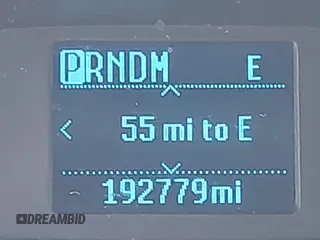 PRNDM E
< 55 mi to E
192779mi
DREAMBID